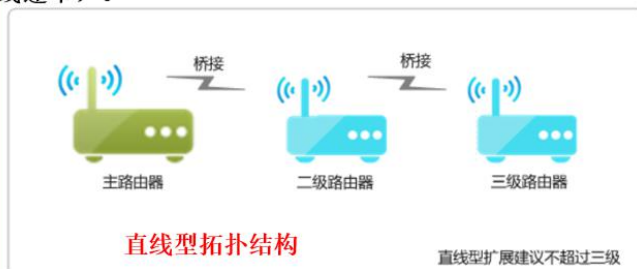 桥接
桥接
主路由器
二级路由器
三级路由器
直线型拓扑结构
直线型扩展建议不超过三级